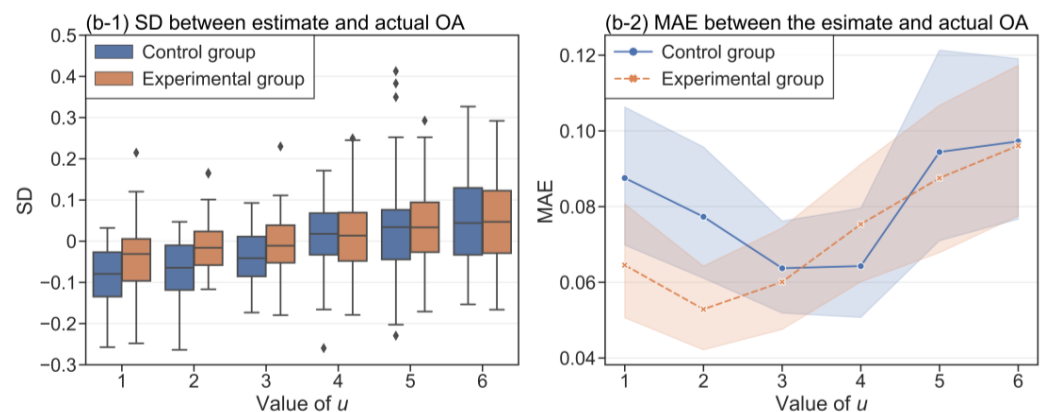 (b-1) SD between estimate and actual OA
0.5
0.4
0.3
0.2
0.1
0
−0.1
−0.2
−0.3
SD
Control group
Experimental group
1 2 3 4 5 6
Value of u
(b-2) MAE between the esimate and actual OA
0.12
0.10
0.08
0.06
0.04
MAE
Control group
Experimental group
1 2 3 4 5 6
Value of u